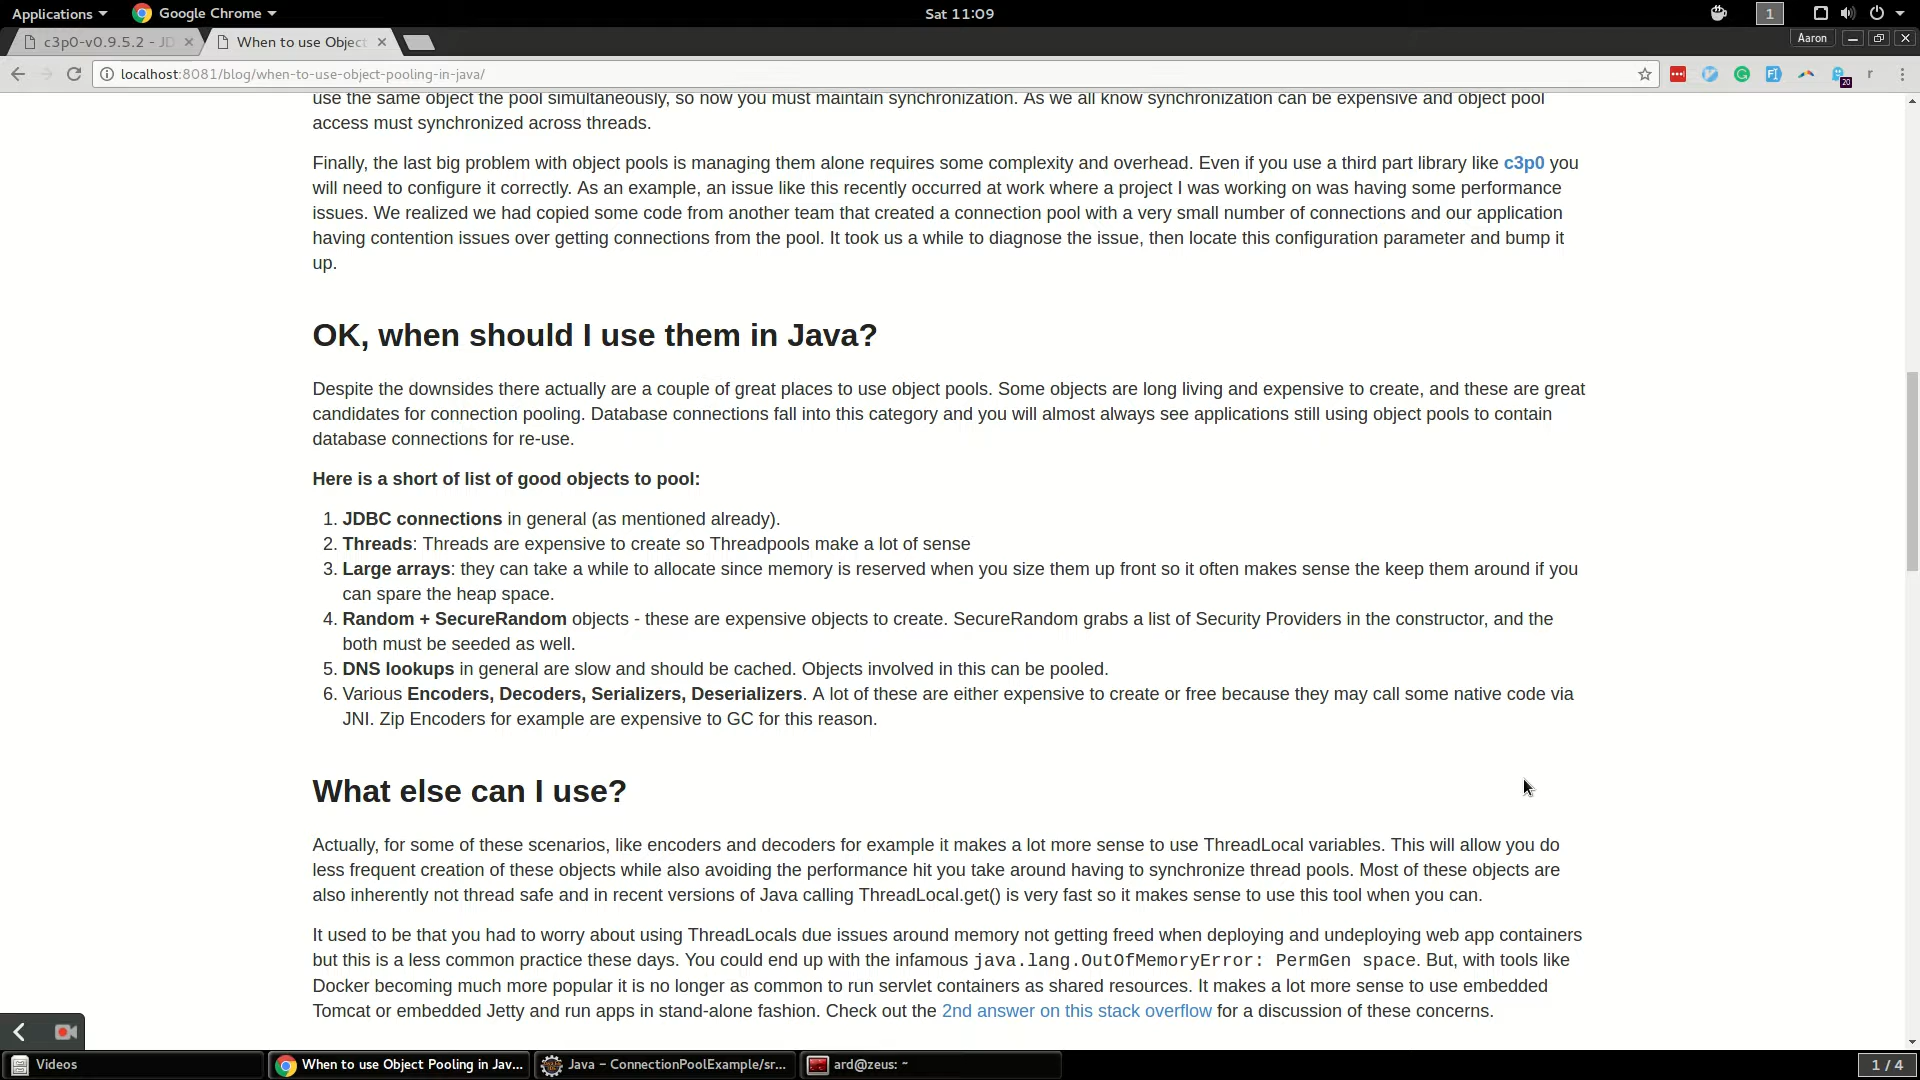 Applications
Google Chrome
Sat 11:09
1
c3p0-v0.9.5.2 - JD
When to use Object
Aaron
localhost:8081/blog/when-to-use-object-pooling-in-java/
20
r
use the same object the pool simultaneously, so now you must maintain synchronization. As we all know synchronization can be expensive and object pool
access must synchronized across threads.
Finally, the last big problem with object pools is managing them alone requires some complexity and overhead. Even if you use a third part library like c3p0 you
will need to configure it correctly. As an example, an issue like this recently occurred at work where a project I was working on was having some performance
issues. We realized we had copied some code from another team that created a connection pool with a very small number of connections and our application
having contention issues over getting connections from the pool. It took us a while to diagnose the issue, then locate this configuration parameter and bump it
up.
OK, when should I use them in Java?
Despite the downsides there actually are a couple of great places to use object pools. Some objects are long living and expensive to create, and these are great
candidates for connection pooling. Database connections fall into this category and you will almost always see applications still using object pools to contain
database connections for re-use.
Here is a short of list of good objects to pool:
1. JDBC connections in general (as mentioned already).
2. Threads: Threads are expensive to create so Threadpools make a lot of sense
3. Large arrays: they can take a while to allocate since memory is reserved when you size them up front so it often makes sense the keep them around if you
can spare the heap space.
4. Random + SecureRandom objects - these are expensive objects to create. SecureRandom grabs a list of Security Providers in the constructor, and the
both must be seeded as well.
5. DNS lookups in general are slow and should be cached. Objects involved in this can be pooled.
6. Various Encoders, Decoders, Serializers, Deserializers. A lot of these are either expensive to create or free because they may call some native code via
JNI. Zip Encoders for example are expensive to GC for this reason.
What else can I use?
Actually, for some of these scenarios, like encoders and decoders for example it makes a lot more sense to use ThreadLocal variables. This will allow you do
less frequent creation of these objects while also avoiding the performance hit you take around having to synchronize thread pools. Most of these objects are
also inherently not thread safe and in recent versions of Java calling ThreadLocal.get() is very fast so it makes sense to use this tool when you can.
It used to be that you had to worry about using ThreadLocals due issues around memory not getting freed when deploying and undeploying web app containers
but this is a less common practice these days. You could end up with the infamous java.lang.OutOfMemoryError: PermGen space. But, with tools like
Docker becoming much more popular it is no longer as common to run servlet containers as shared resources. It makes a lot more sense to use embedded
Tomcat or embedded Jetty and run apps in stand-alone fashion. Check out the 2nd answer on this stack overflow for a discussion of these concerns.
Videos
When to use Object Pooling in Jav...
Java - ConnectionPoolExample/sr...
ard@zeus: ~
1 / 4